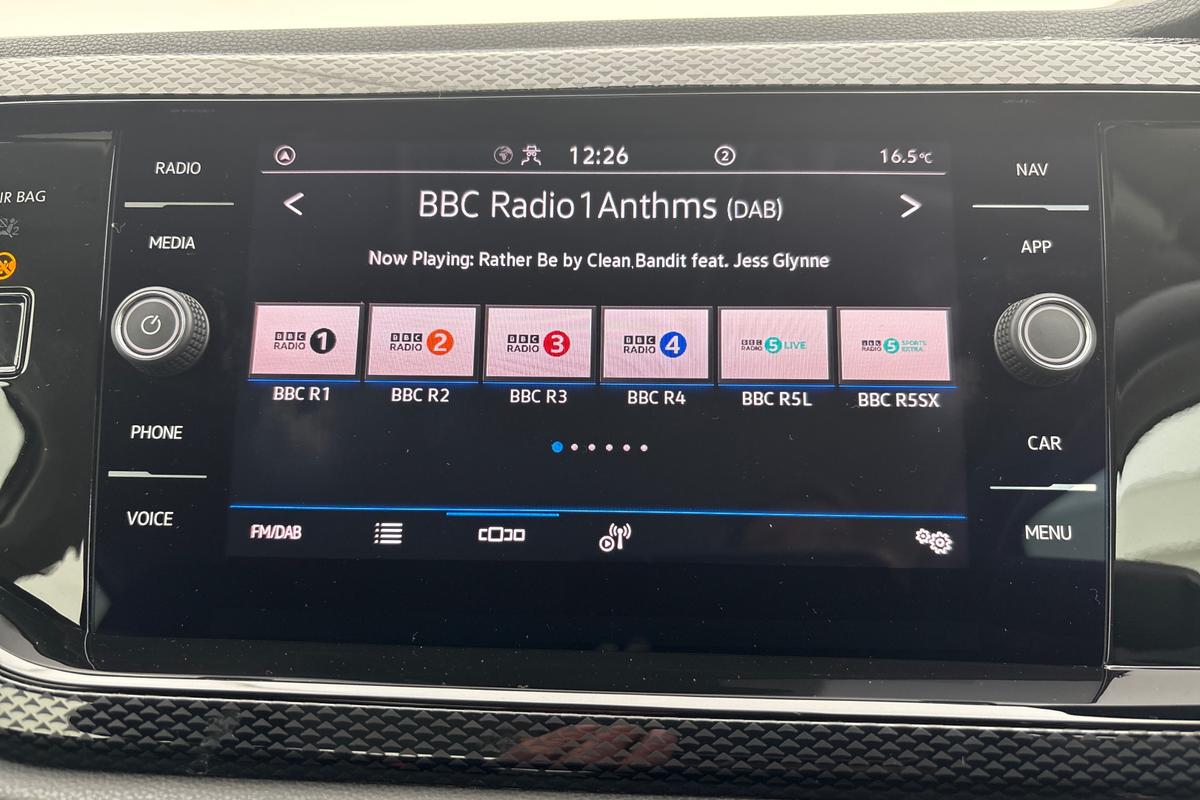 RADIO
12:26
2
16.5°C
NAV
IR BAG
BBC Radio 1 Anthms (DAB)
MEDIA
APP
Now Playing: Rather Be by Clean Bandit feat. Jess Glynne
BBC RADIO 1
BBC RADIO 2
BBC RADIO 3
BBC RADIO 4
BBC RADIO 5 LIVE
BBC RADIO 5 SPORTS EXTRA
BBC R1
BBC R2
BBC R3
BBC R4
BBC R5L
BBC R5SX
PHONE
CAR
VOICE
FM/DAB
MENU